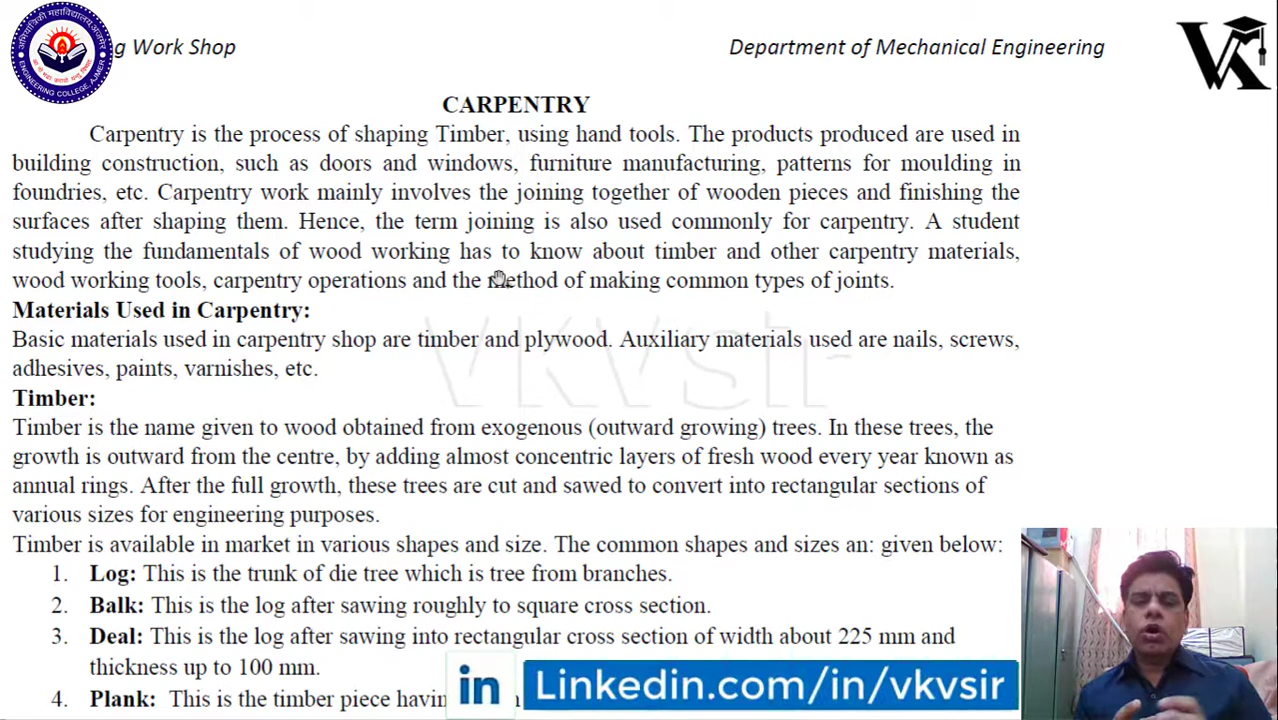 अभियांत्रिकी महाविद्यालय, अजमेर
ENGINEERING COLLEGE, AJMER
g Work Shop
Department of Mechanical Engineering
VK
CARPENTRY
Carpentry is the process of shaping Timber, using hand tools. The products produced are used in
building construction, such as doors and windows, furniture manufacturing, patterns for moulding in
foundries, etc. Carpentry work mainly involves the joining together of wooden pieces and finishing the
surfaces after shaping them. Hence, the term joining is also used commonly for carpentry. A student
studying the fundamentals of wood working has to know about timber and other carpentry materials,
wood working tools, carpentry operations and the method of making common types of joints.
Materials Used in Carpentry:
Basic materials used in carpentry shop are timber and plywood. Auxiliary materials used are nails, screws,
adhesives, paints, varnishes, etc.
VKVsir
Timber:
Timber is the name given to wood obtained from exogenous (outward growing) trees. In these trees, the
growth is outward from the centre, by adding almost concentric layers of fresh wood every year known as
annual rings. After the full growth, these trees are cut and sawed to convert into rectangular sections of
various sizes for engineering purposes.
Timber is available in market in various shapes and size. The common shapes and sizes an: given below:
1. Log: This is the trunk of die tree which is tree from branches.
2. Balk: This is the log after sawing roughly to square cross section.
3. Deal: This is the log after sawing into rectangular cross section of width about 225 mm and
thickness up to 100 mm.
4. Plank: This is the timber piece havin
in Linkedin.com/in/vkvsir